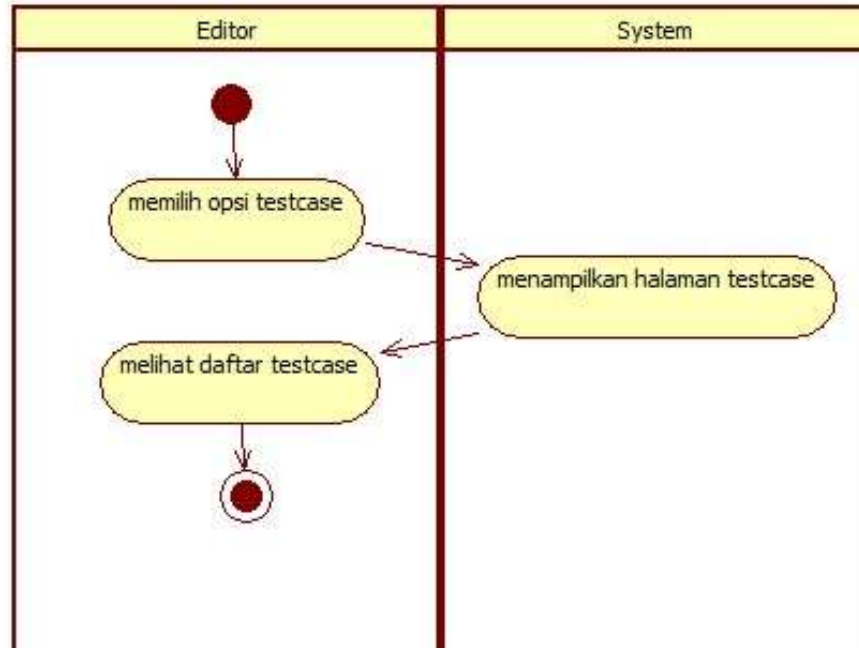 Editor
System
memilih opsi testcase
menampilkan halaman testcase
melihat daftar testcase